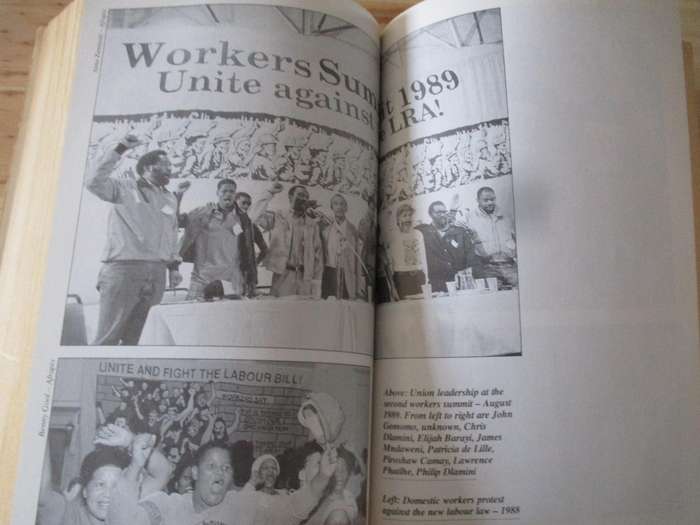 Workers Sum it 1989
Unite against e LRA!
UNITE AND FIGHT THE LABOUR BILL!
Above: Union leadership at the
second workers summit – August
1989. From left to right are John
Gomomo, unknown, Chris
Dlamini, Elijah Barayi, James
Mndaweni, Patricia de Lille,
Piroshaw Camay, Lawrence
Phatlhe, Philip Dlamini
Left: Domestic workers protest
against the new labour law – 1988